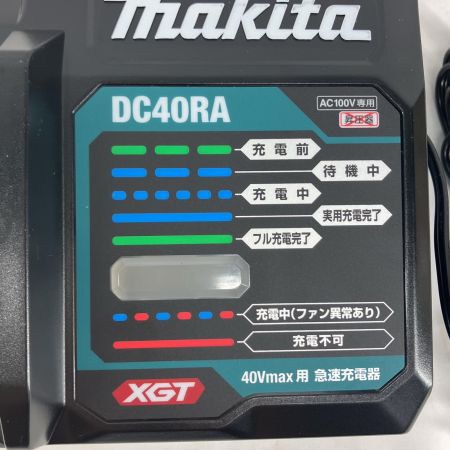 makita
DC40RA
AC100V専用
昇圧器
充電前
待機中
充電中
実用充電完了
フル充電完了
充電中(ファン異常あり)
充電不可
XGT
40Vmax用 急速充電器